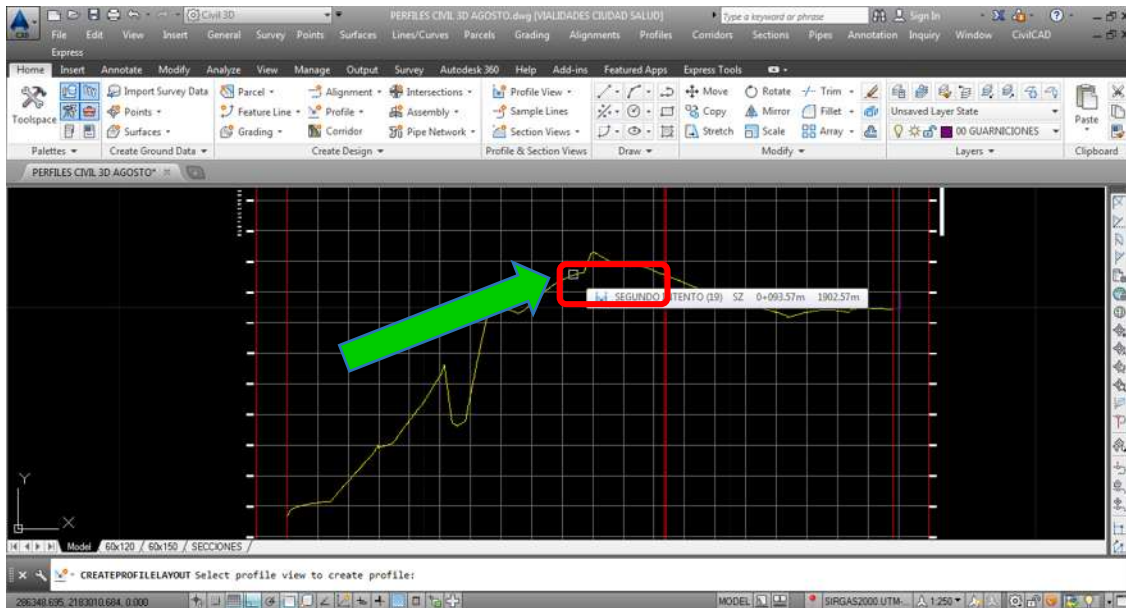 Civil 3D PERFILES CIVIL 3D AGOSTO.dwg [VIALIDADES CIUDAD SALUD] Type a keyword or phrase Sign In
CAD File Edit View Insert General Survey Points Surfaces Lines/Curves Parcels Grading Alignments Profiles Corridors Sections Pipes Annotation Inquiry Window CivilCAD
Express
Home Insert Annotate Modify Analyze View Manage Output Survey Autodesk 360 Help Add-ins Featured Apps Express Tools
Import Survey Data Parcel Alignment Intersections Profile View Move Rotate Trim
Toolspace Points Feature Line Profile Assembly Sample Lines Copy Mirror Fillet Unsaved Layer State Paste
Surfaces Grading Corridor Pipe Network Section Views Stretch Scale Array 00 GUARNICIONES
Palettes Create Ground Data Create Design Profile & Section Views Draw Modify Layers Clipboard
PERFILES CIVIL 3D AGOSTO*
SEGUNDO INTENTO (19) SZ 0+093.57m 1902.57m
Y
X
Model 60x120 60x150 SECCIONES
CREATEPROFILELAYOUT Select profile view to create profile:
286348.695, 2183010.684, 0.000 MODEL SIRGAS2000.UTM-... 1:250